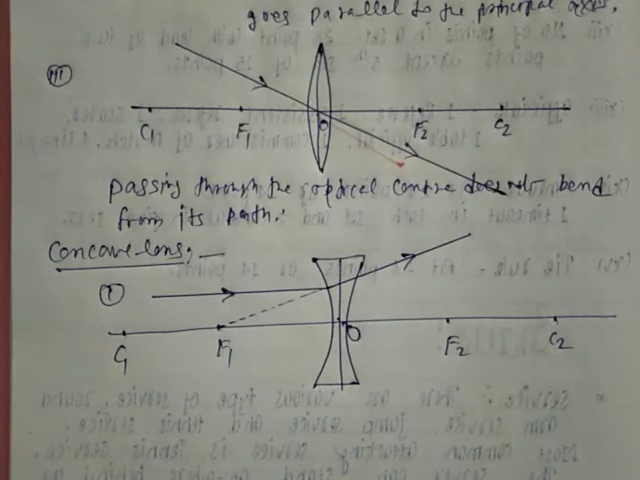 goes parallel to the principal axes.
(III)
C1 F1 O F2 C2
passing through the optical centre does not bend
from its path.
Concave lens; —
(I)
C1 F1 O F2 C2